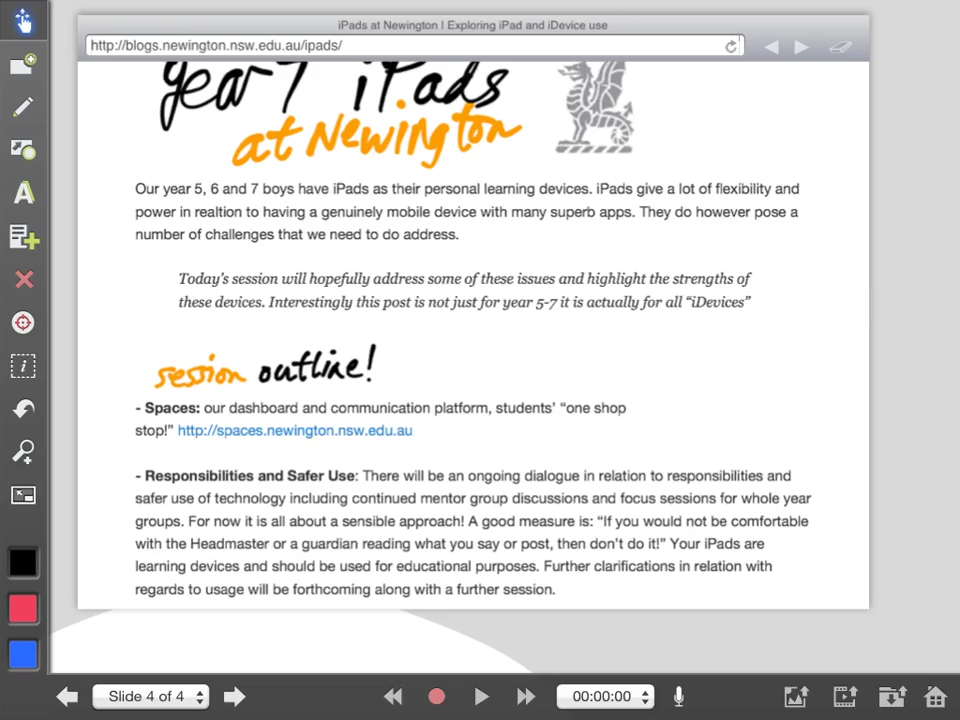 iPads at Newington | Exploring iPad and iDevice use
http://blogs.newington.nsw.edu.au/ipads/
year 7 iPads
at Newington
Our year 5, 6 and 7 boys have iPads as their personal learning devices. iPads give a lot of flexibility and
power in realtion to having a genuinely mobile device with many superb apps. They do however pose a
number of challenges that we need to do address.
Today's session will hopefully address some of these issues and highlight the strengths of
these devices. Interestingly this post is not just for year 5-7 it is actually for all “iDevices”
session outline!
- Spaces: our dashboard and communication platform, students' “one shop
stop!” http://spaces.newington.nsw.edu.au
- Responsibilities and Safer Use: There will be an ongoing dialogue in relation to responsibilities and
safer use of technology including continued mentor group discussions and focus sessions for whole year
groups. For now it is all about a sensible approach! A good measure is: “If you would not be comfortable
with the Headmaster or a guardian reading what you say or post, then don't do it!” Your iPads are
learning devices and should be used for educational purposes. Further clarifications in relation with
regards to usage will be forthcoming along with a further session.
Slide 4 of 4
00:00:00